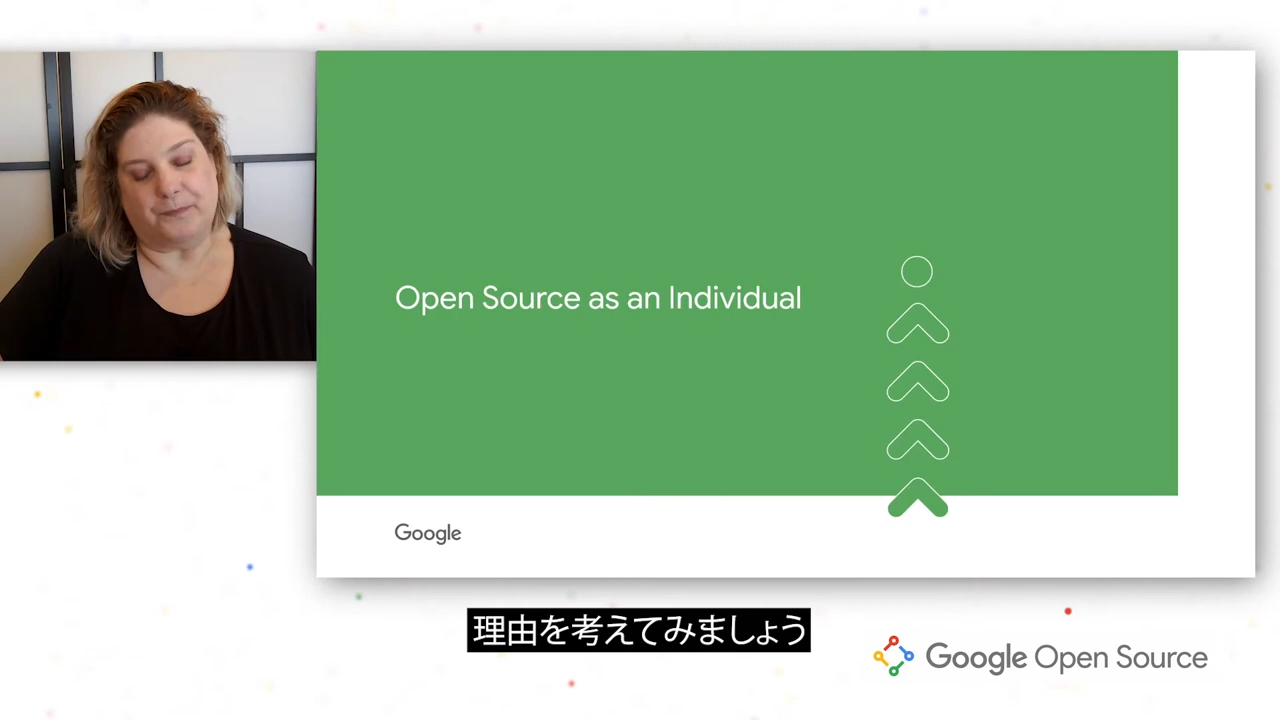 Open Source as an Individual
Google
理由を考えてみましょう
Google Open Source